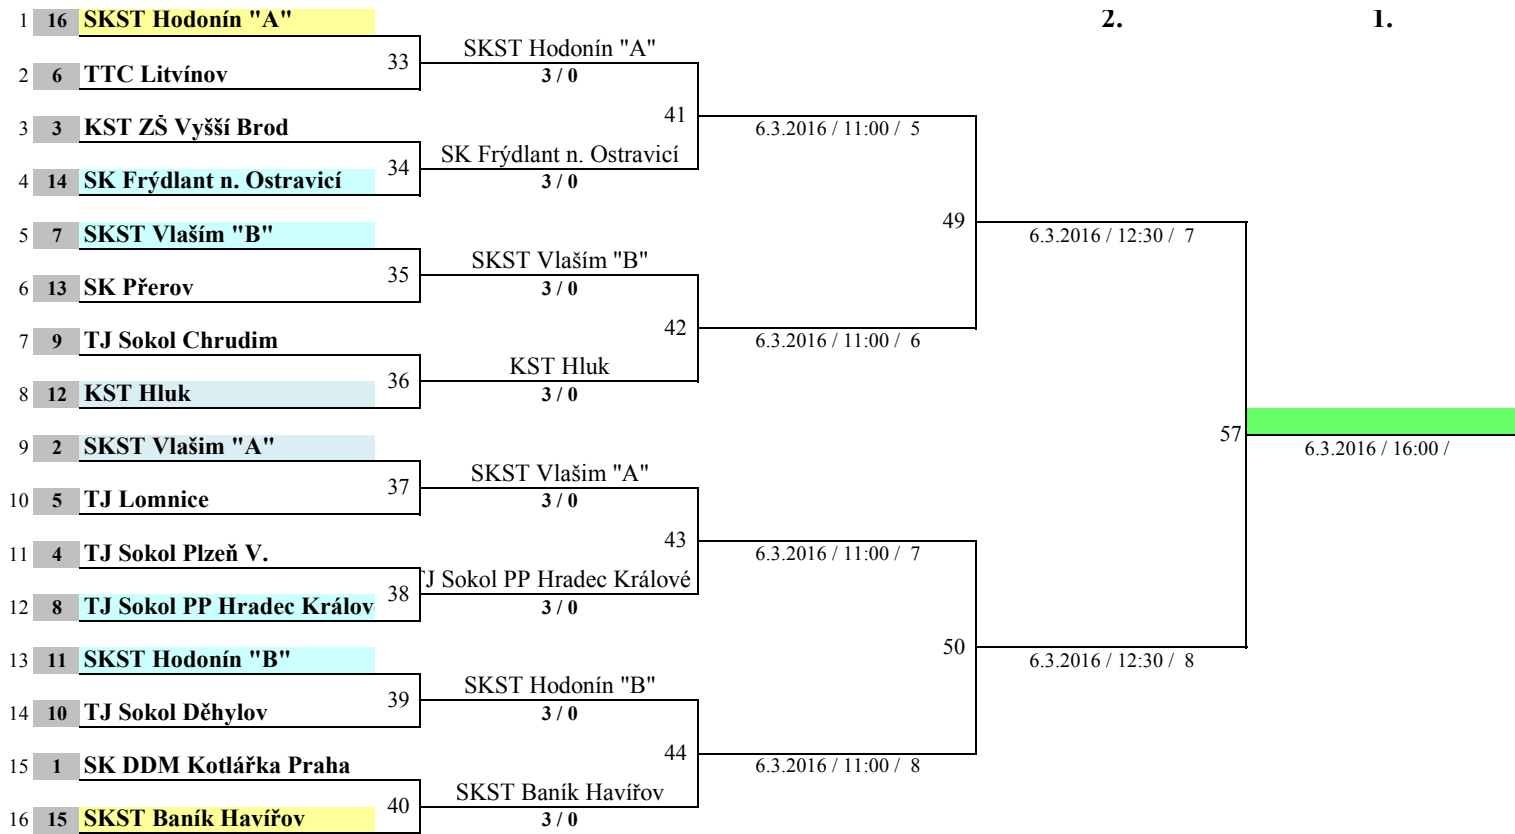 2. 1.
1 16 SKST Hodonín "A"
33 SKST Hodonín "A"
3 / 0
2 6 TTC Litvínov
41 6.3.2016 / 11:00 / 5
3 3 KST ZŠ Vyšší Brod
34 SK Frýdlant n. Ostravicí
3 / 0
4 14 SK Frýdlant n. Ostravicí
49 6.3.2016 / 12:30 / 7
5 7 SKST Vlaším "B"
35 SKST Vlaším "B"
3 / 0
6 13 SK Přerov
42 6.3.2016 / 11:00 / 6
7 9 TJ Sokol Chrudim
36 KST Hluk
3 / 0
8 12 KST Hluk
57 6.3.2016 / 16:00 /
9 2 SKST Vlašim "A"
37 SKST Vlašim "A"
3 / 0
10 5 TJ Lomnice
43 6.3.2016 / 11:00 / 7
11 4 TJ Sokol Plzeň V.
38 TJ Sokol PP Hradec Králové
3 / 0
12 8 TJ Sokol PP Hradec Králov
50 6.3.2016 / 12:30 / 8
13 11 SKST Hodonín "B"
39 SKST Hodonín "B"
3 / 0
14 10 TJ Sokol Děhylov
44 6.3.2016 / 11:00 / 8
15 1 SK DDM Kotlářka Praha
40 SKST Baník Havířov
3 / 0
16 15 SKST Baník Havířov